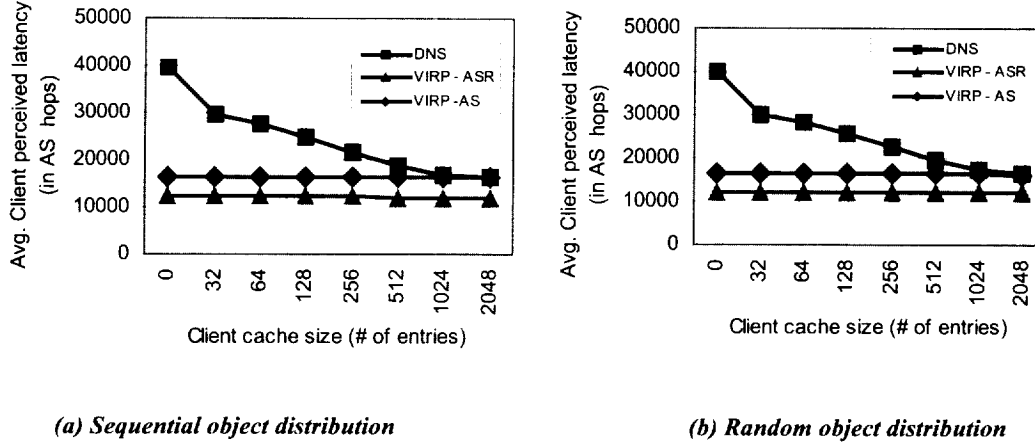 Avg. Client perceived latency
(in AS hops)
50000
40000
30000
20000
10000
0
DNS
VIRP - ASR
VIRP - AS
0
32
64
128
256
512
1024
2048
Client cache size (# of entries)
(a) Sequential object distribution
Avg. Client perceived latency
(in AS hops)
50000
40000
30000
20000
10000
0
DNS
VIRP - ASR
VIRP - AS
0
32
64
128
256
512
1024
2048
Client cache size (# of entries)
(b) Random object distribution